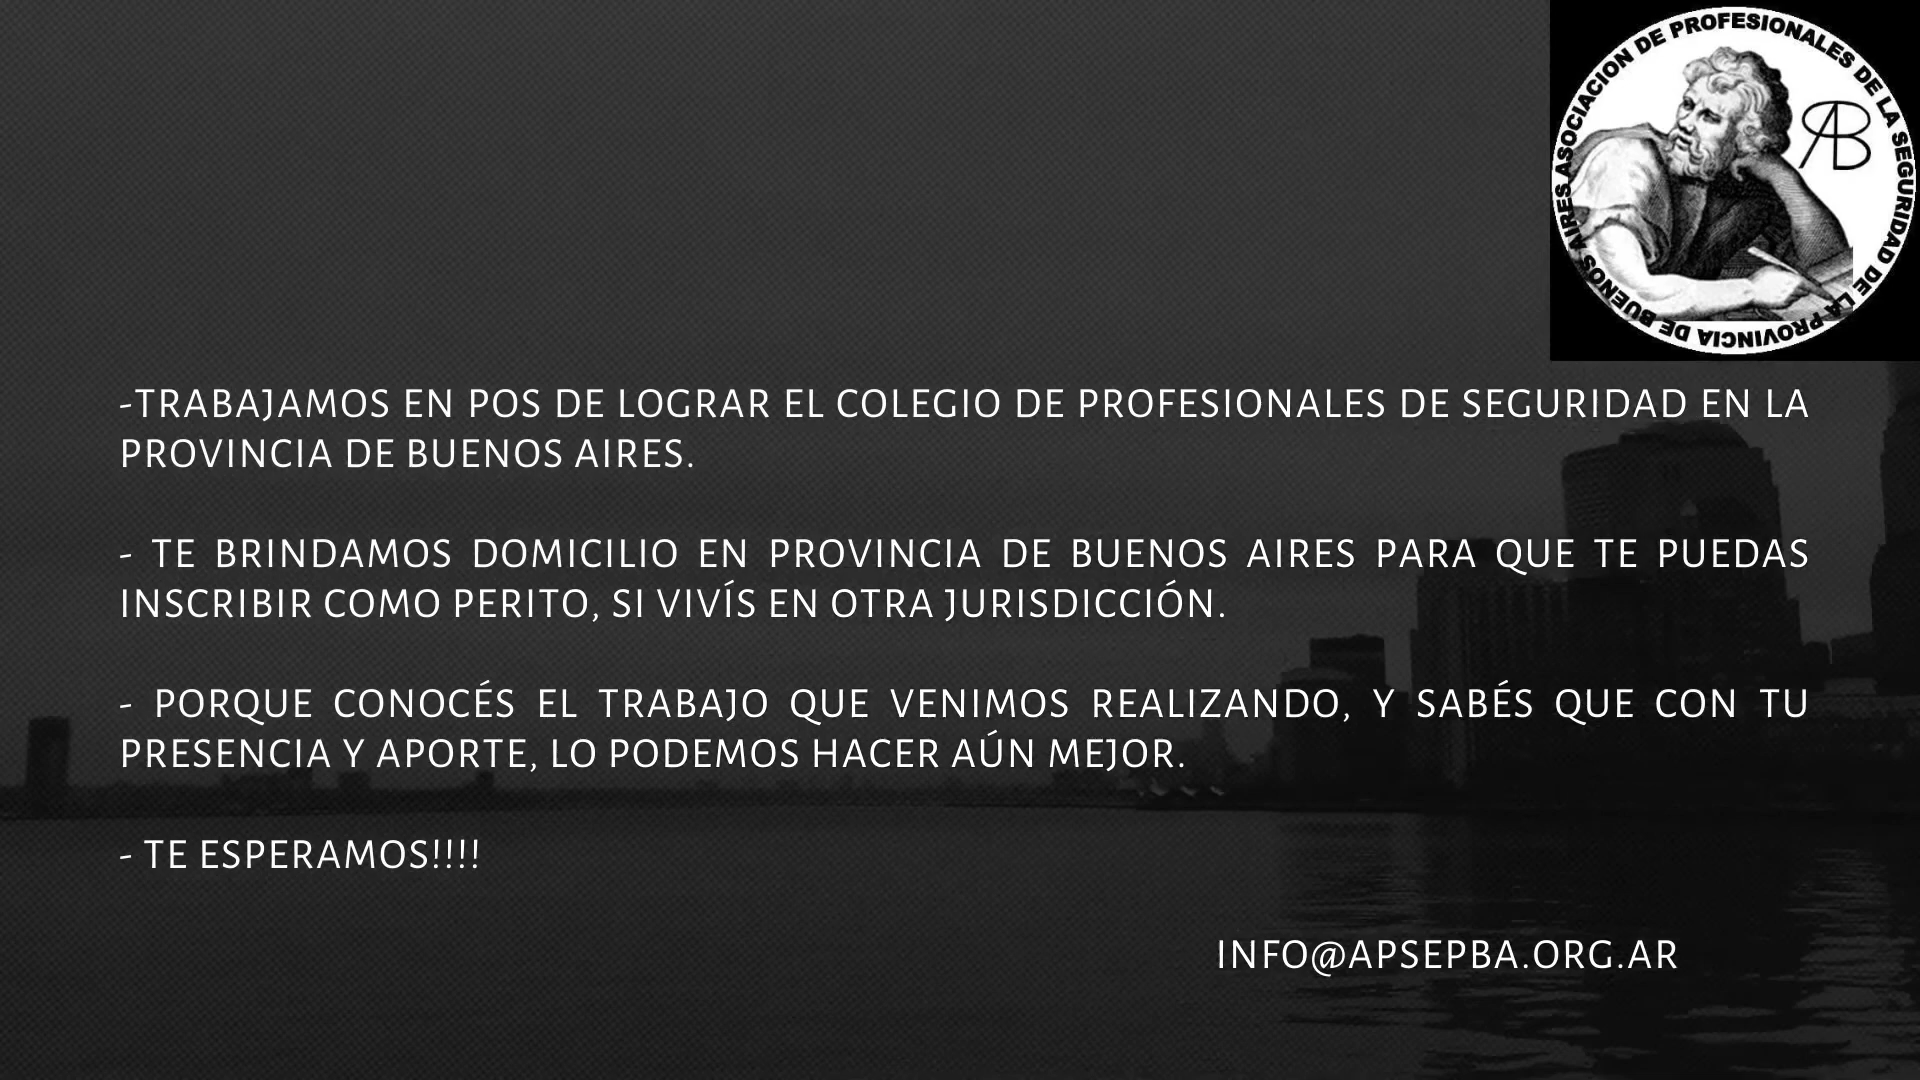 ASOCIACION DE PROFESIONALES DE LA SEGURIDAD DE LA PROVINCIA DE BUENOS AIRES
AB
-TRABAJAMOS EN POS DE LOGRAR EL COLEGIO DE PROFESIONALES DE SEGURIDAD EN LA
PROVINCIA DE BUENOS AIRES.
- TE BRINDAMOS DOMICILIO EN PROVINCIA DE BUENOS AIRES PARA QUE TE PUEDAS
INSCRIBIR COMO PERITO, SI VIVÍS EN OTRA JURISDICCIÓN.
- PORQUE CONOCÉS EL TRABAJO QUE VENIMOS REALIZANDO, Y SABÉS QUE CON TU
PRESENCIA Y APORTE, LO PODEMOS HACER AÚN MEJOR.
- TE ESPERAMOS!!!!
INFO@APSEPBA.ORG.AR